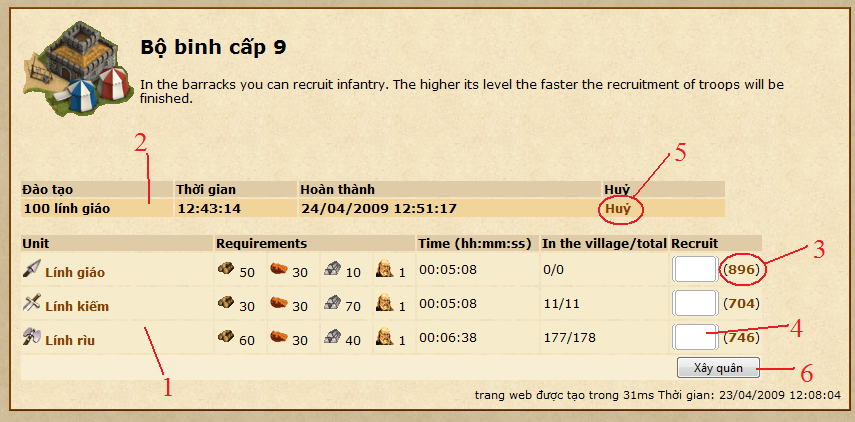 Bộ binh cấp 9
In the barracks you can recruit infantry. The higher its level the faster the recruitment of troops will be
finished.
2
5
Đào tạo Thời gian Hoàn thành Huỷ
100 lính giáo 12:43:14 24/04/2009 12:51:17 Huỷ
Unit Requirements Time (hh:mm:ss) In the village/total Recruit
3
Lính giáo 50 30 10 1 00:05:08 0/0 (896)
Lính kiếm 30 30 70 1 00:05:08 11/11 (704)
4
Lính rìu 60 30 40 1 00:06:38 177/178 (746)
1
Xây quân 6
trang web được tạo trong 31ms Thời gian: 23/04/2009 12:08:04